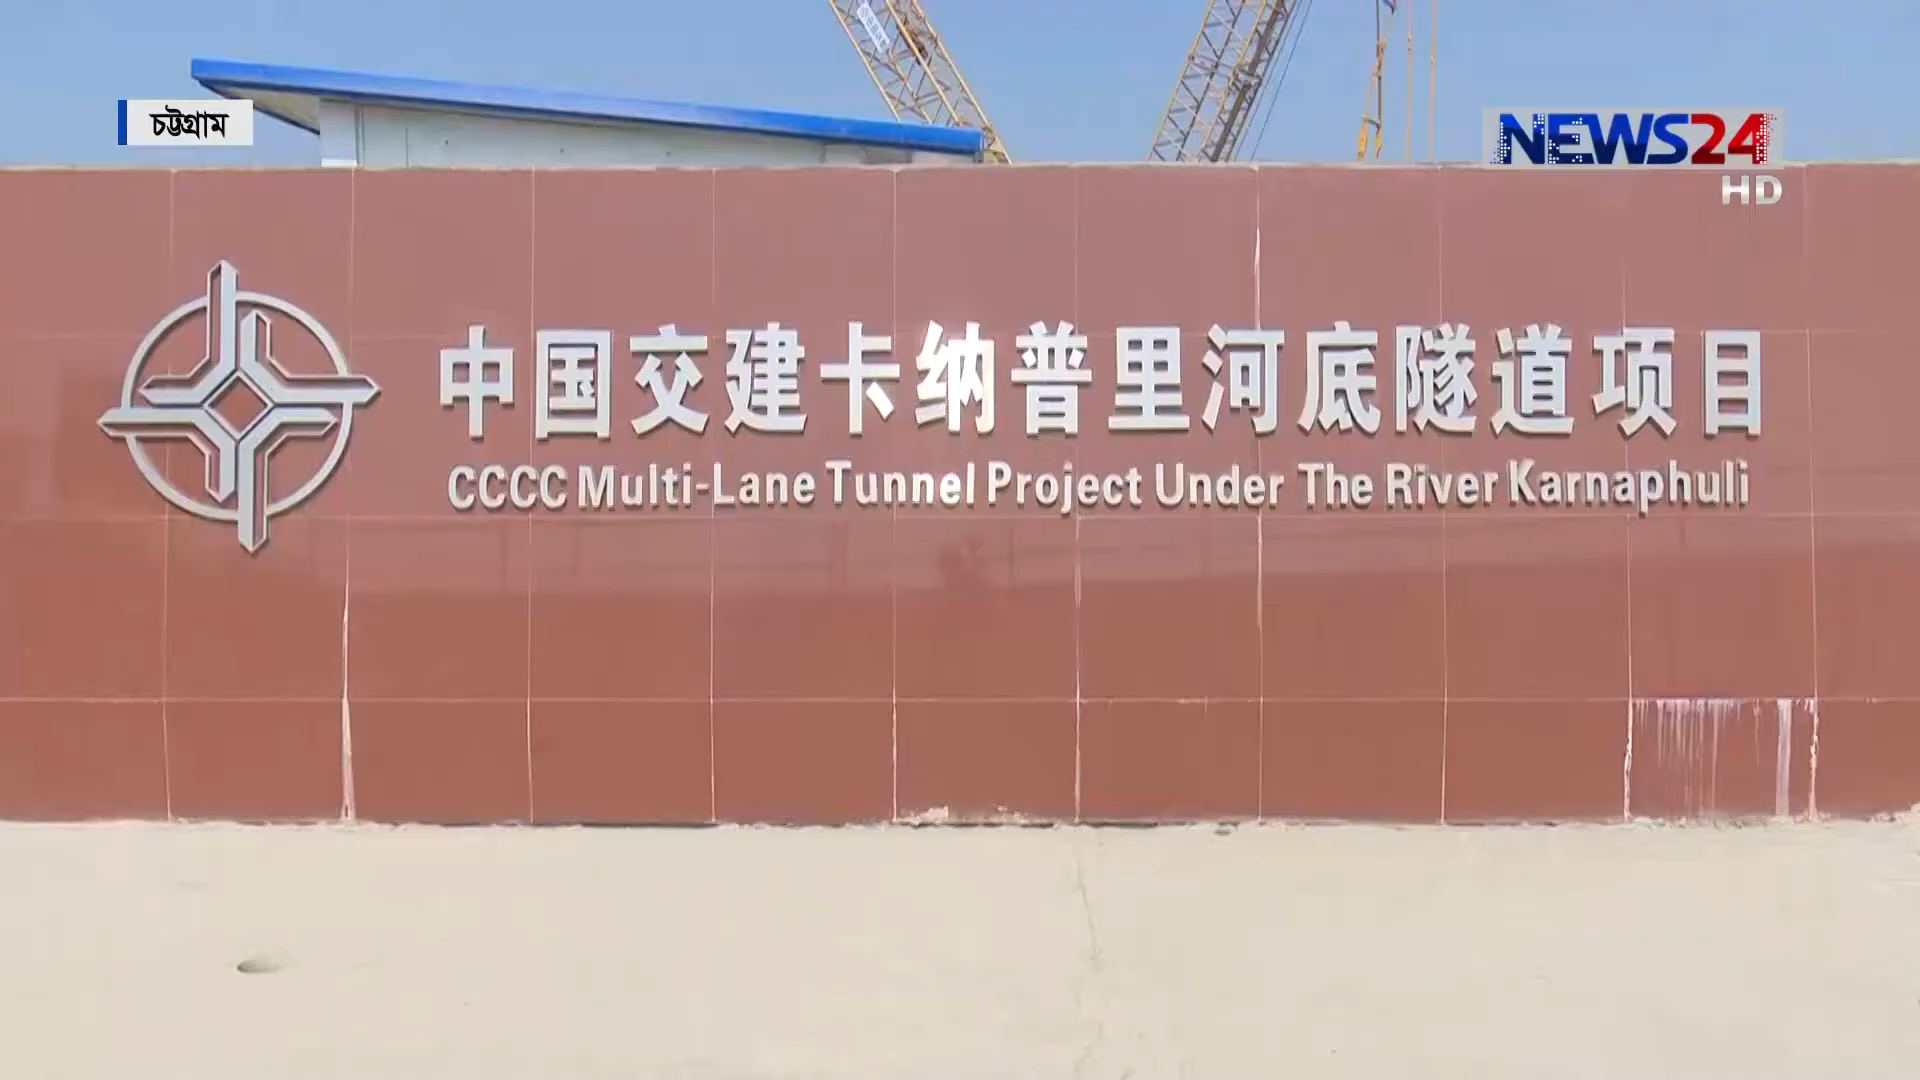 চট্টগ্রাম
NEWS24
HD
中国交建卡纳普里河底隧道项目
CCCC Multi-Lane Tunnel Project Under The River Karnaphuli